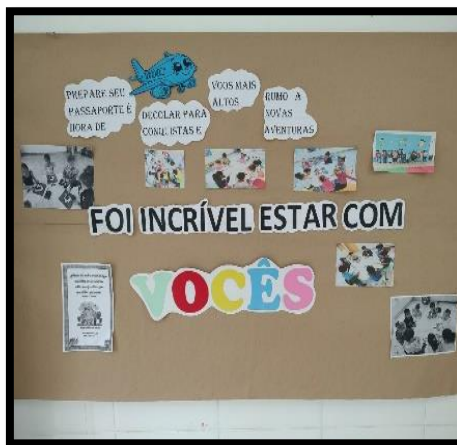 PREPARE SEU
PASSAPORTE É
HORA DE
DECOLAR PARA
CONQUISTAS E
VOOS MAIS
ALTOS
RUMO A
NOVAS
AVENTURAS
FOI INCRÍVEL ESTAR COM
VOCÊS